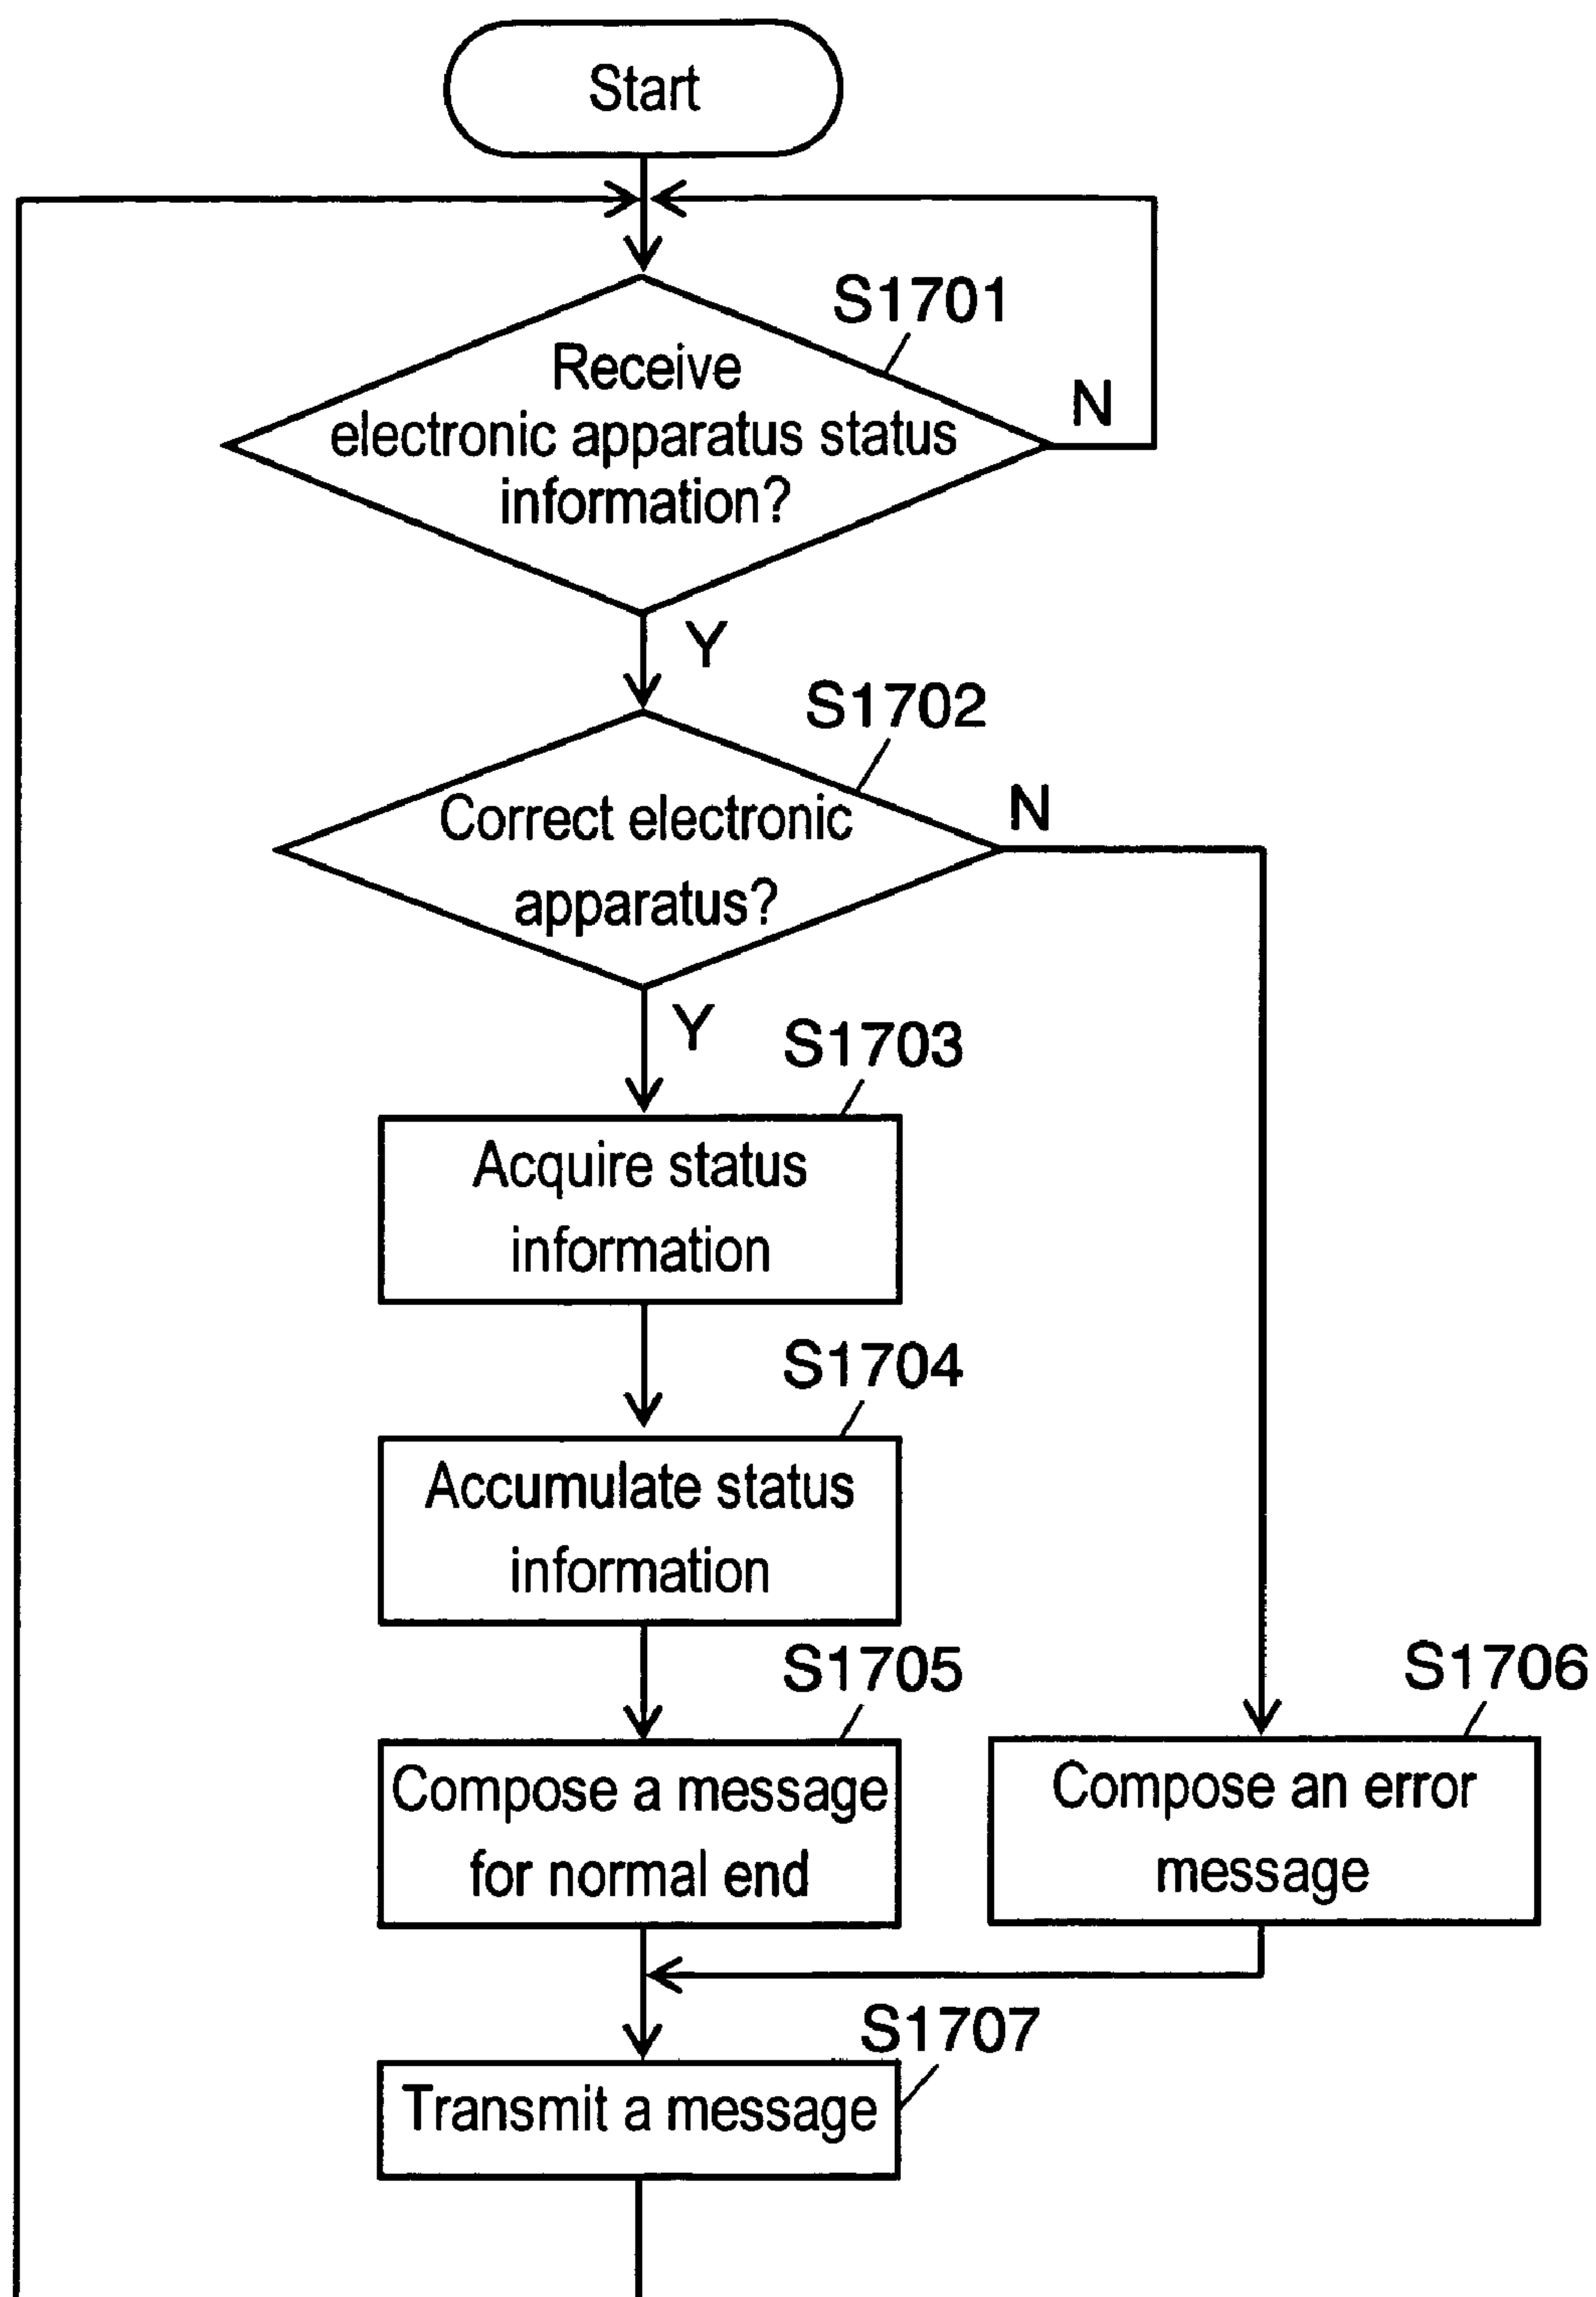 Start
S1701
Receive
electronic apparatus status
information?
N
Y
S1702
Correct electronic
apparatus?
N
Y
S1703
Acquire status
information
S1704
Accumulate status
information
S1705
Compose a message
for normal end
S1706
Compose an error
message
S1707
Transmit a message